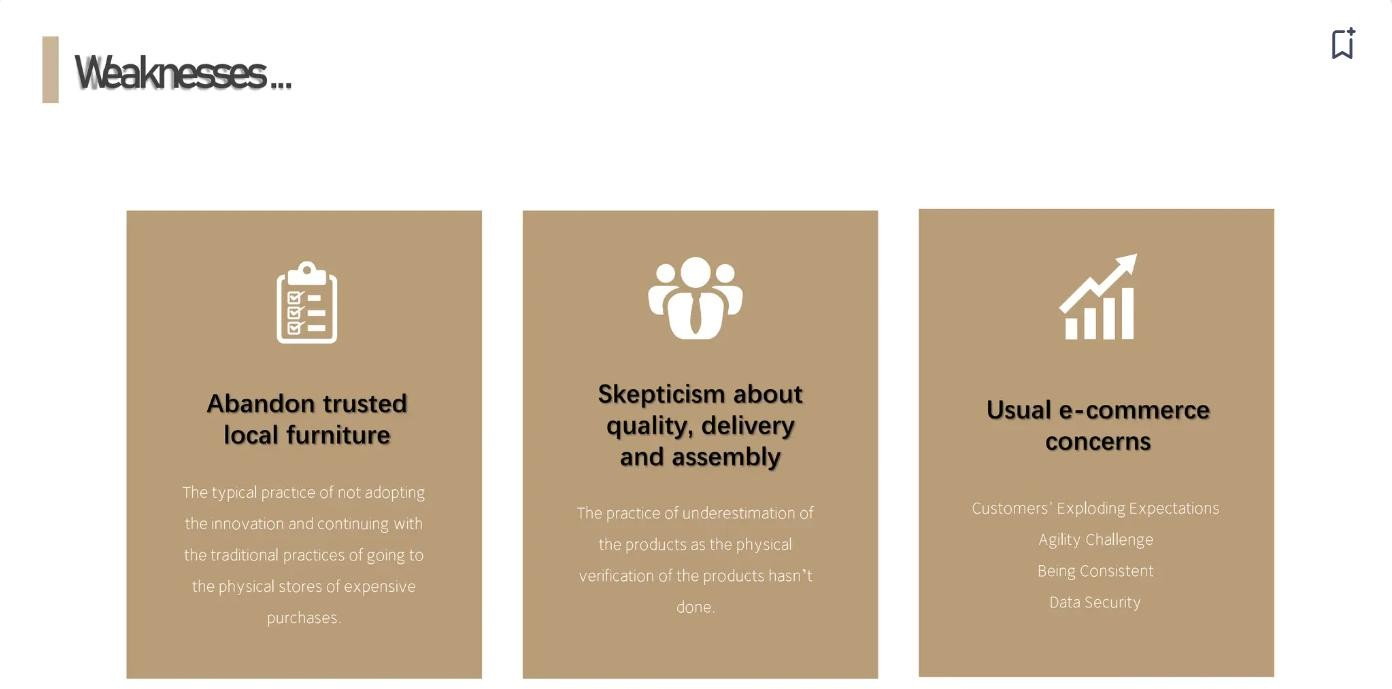 Weaknesses...
Abandon trusted
local furniture
The typical practice of not adopting
the innovation and continuing with
the traditional practices of going to
the physical stores of expensive
purchases.
Skepticism about
quality, delivery
and assembly
The practice of underestimation of
the products as the physical
verification of the products hasn't
done.
Usual e-commerce
concerns
Customers' Exploding Expectations
Agility Challenge
Being Consistent
Data Security